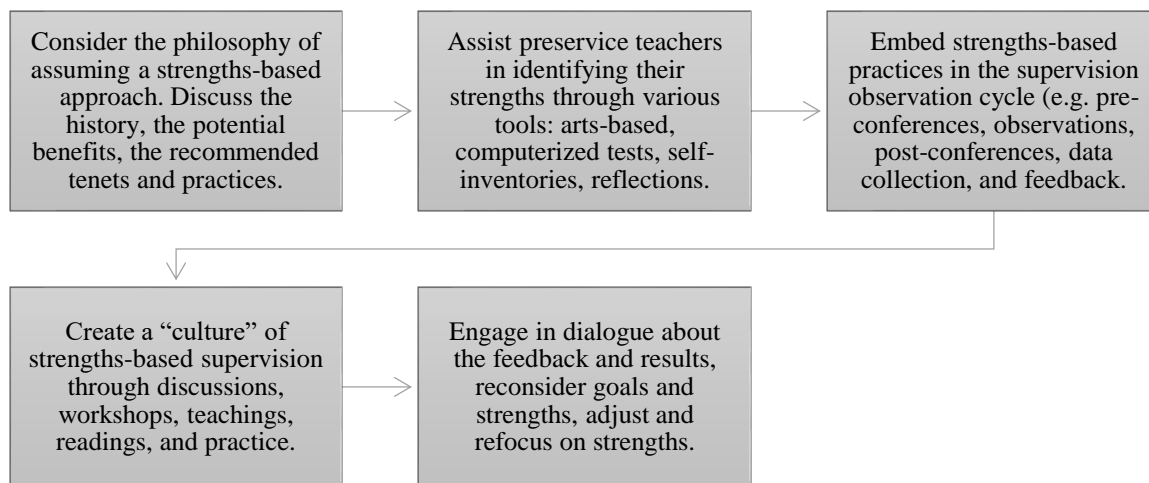 Consider the philosophy of
assuming a strengths-based
approach. Discuss the
history, the potential
benefits, the recommended
tenets and practices.
Assist preservice teachers
in identifying their
strengths through various
tools: arts-based,
computerized tests, self-
inventories, reflections.
Embed strengths-based
practices in the supervision
observation cycle (e.g. pre-
conferences, observations,
post-conferences, data
collection, and feedback.
Create a “culture” of
strengths-based supervision
through discussions,
workshops, teachings,
readings, and practice.
Engage in dialogue about
the feedback and results,
reconsider goals and
strengths, adjust and
refocus on strengths.